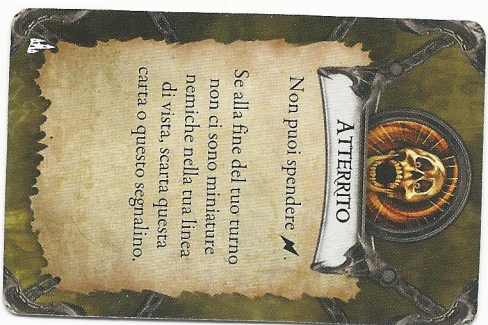 ATTERRITO
Non puoi spendere .
Se alla fine del tuo turno
non ci sono miniature
nemiche nella tua linea
di vista, scarta questa
carta o questo segnalino.